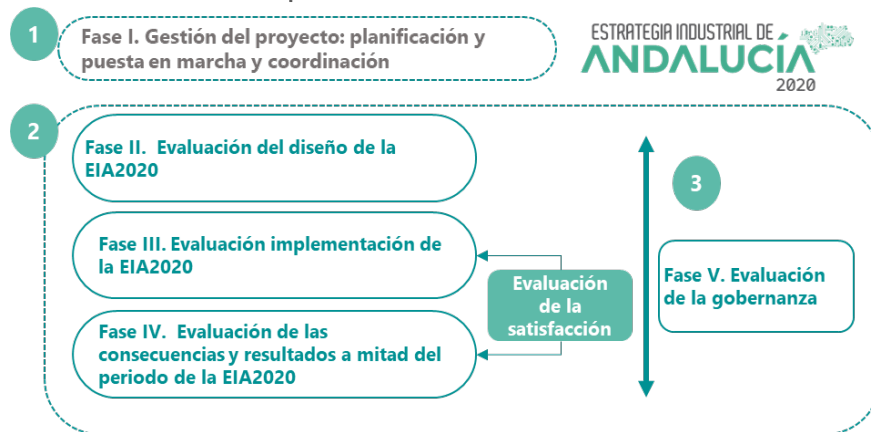 1
Fase I. Gestión del proyecto: planificación y
puesta en marcha y coordinación
ESTRATEGIA INDUSTRIAL DE
ANDALUCÍA
2020
2
Fase II. Evaluación del diseño de la
EIA2020
3
Fase III. Evaluación implementación de
la EIA2020
Evaluación
de la
satisfacción
Fase V. Evaluación
de la gobernanza
Fase IV. Evaluación de las
consecuencias y resultados a mitad del
periodo de la EIA2020